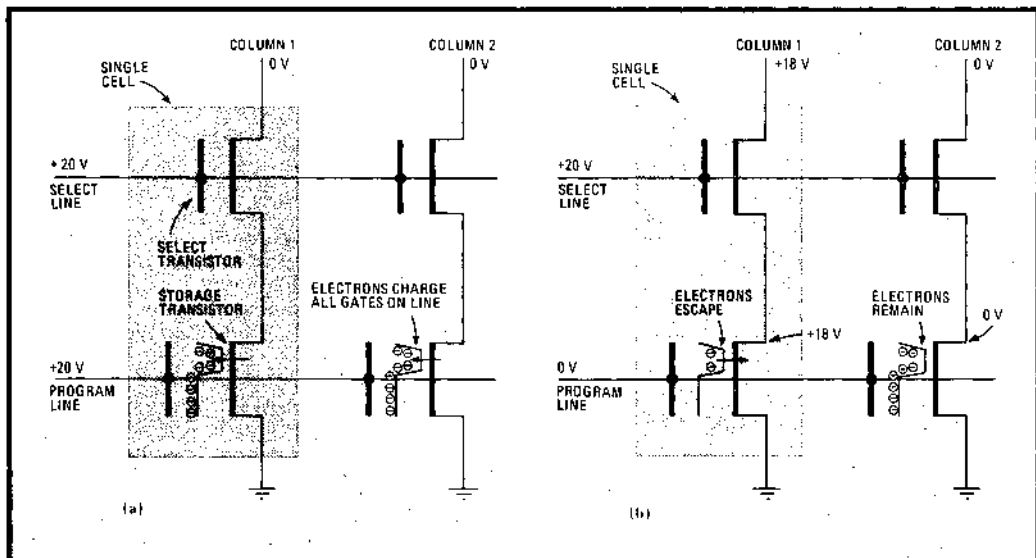 COLUMN 1
0 V
COLUMN 2
0 V
SINGLE
CELL
+20 V
SELECT
LINE
SELECT
TRANSISTOR
STORAGE
TRANSISTOR
ELECTRONS CHARGE
ALL GATES ON LINE
+20 V
PROGRAM
LINE
(a)
COLUMN 1
+18 V
COLUMN 2
0 V
SINGLE
CELL
+20 V
SELECT
LINE
ELECTRONS
ESCAPE
+18 V
ELECTRONS
REMAIN
0 V
0 V
PROGRAM
LINE
(b)